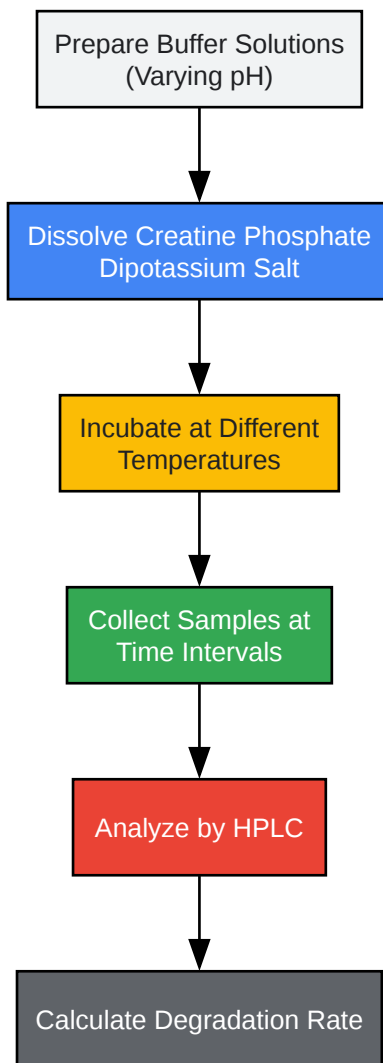 Prepare Buffer Solutions
(Varying pH)
Dissolve Creatine Phosphate
Dipotassium Salt
Incubate at Different
Temperatures
Collect Samples at
Time Intervals
Analyze by HPLC
Calculate Degradation Rate